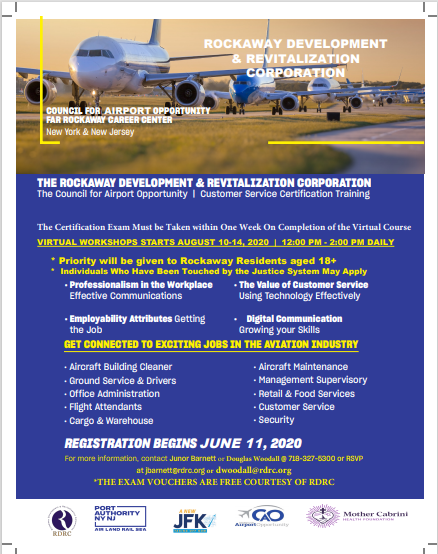 ROCKAWAY DEVELOPMENT
& REVITALIZATION
CORPORATION
COUNCIL FOR AIRPORT OPPORTUNITY
FAR ROCKAWAY CAREER CENTER
New York & New Jersey
THE ROCKAWAY DEVELOPMENT & REVITALIZATION CORPORATION
The Council for Airport Opportunity | Customer Service Certification Training
The Certification Exam Must be Taken within One Week On Completion of the Virtual Course
VIRTUAL WORKSHOPS STARTS AUGUST 10-14, 2020 | 12:00 PM - 2:00 PM DAILY
* Priority will be given to Rockaway Residents aged 18+
* Individuals Who Have Been Touched by the Justice System May Apply
· Professionalism in the Workplace
Effective Communications
· The Value of Customer Service
Using Technology Effectively
· Employability Attributes Getting
the Job
· Digital Communication
Growing your Skills
GET CONNECTED TO EXCITING JOBS IN THE AVIATION INDUSTRY
· Aircraft Building Cleaner
· Ground Service & Drivers
· Office Administration
· Flight Attendants
· Cargo & Warehouse
· Aircraft Maintenance
· Management Supervisory
· Retail & Food Services
· Customer Service
· Security
REGISTRATION BEGINS JUNE 11, 2020
For more information, contact Junor Barnett or Douglas Woodall @ 718-327-5300 or RSVP
at jbarnett@rdrc.org or dwoodall@rdrc.org
*THE EXAM VOUCHERS ARE FREE COURTESY OF RDRC
RDRC
PORT
AUTHORITY
NY NJ
AIR LAND RAIL SEA
A NEW
JFK
CAO
AirportOpportunity
Mother Cabrini
HEALTH FOUNDATION